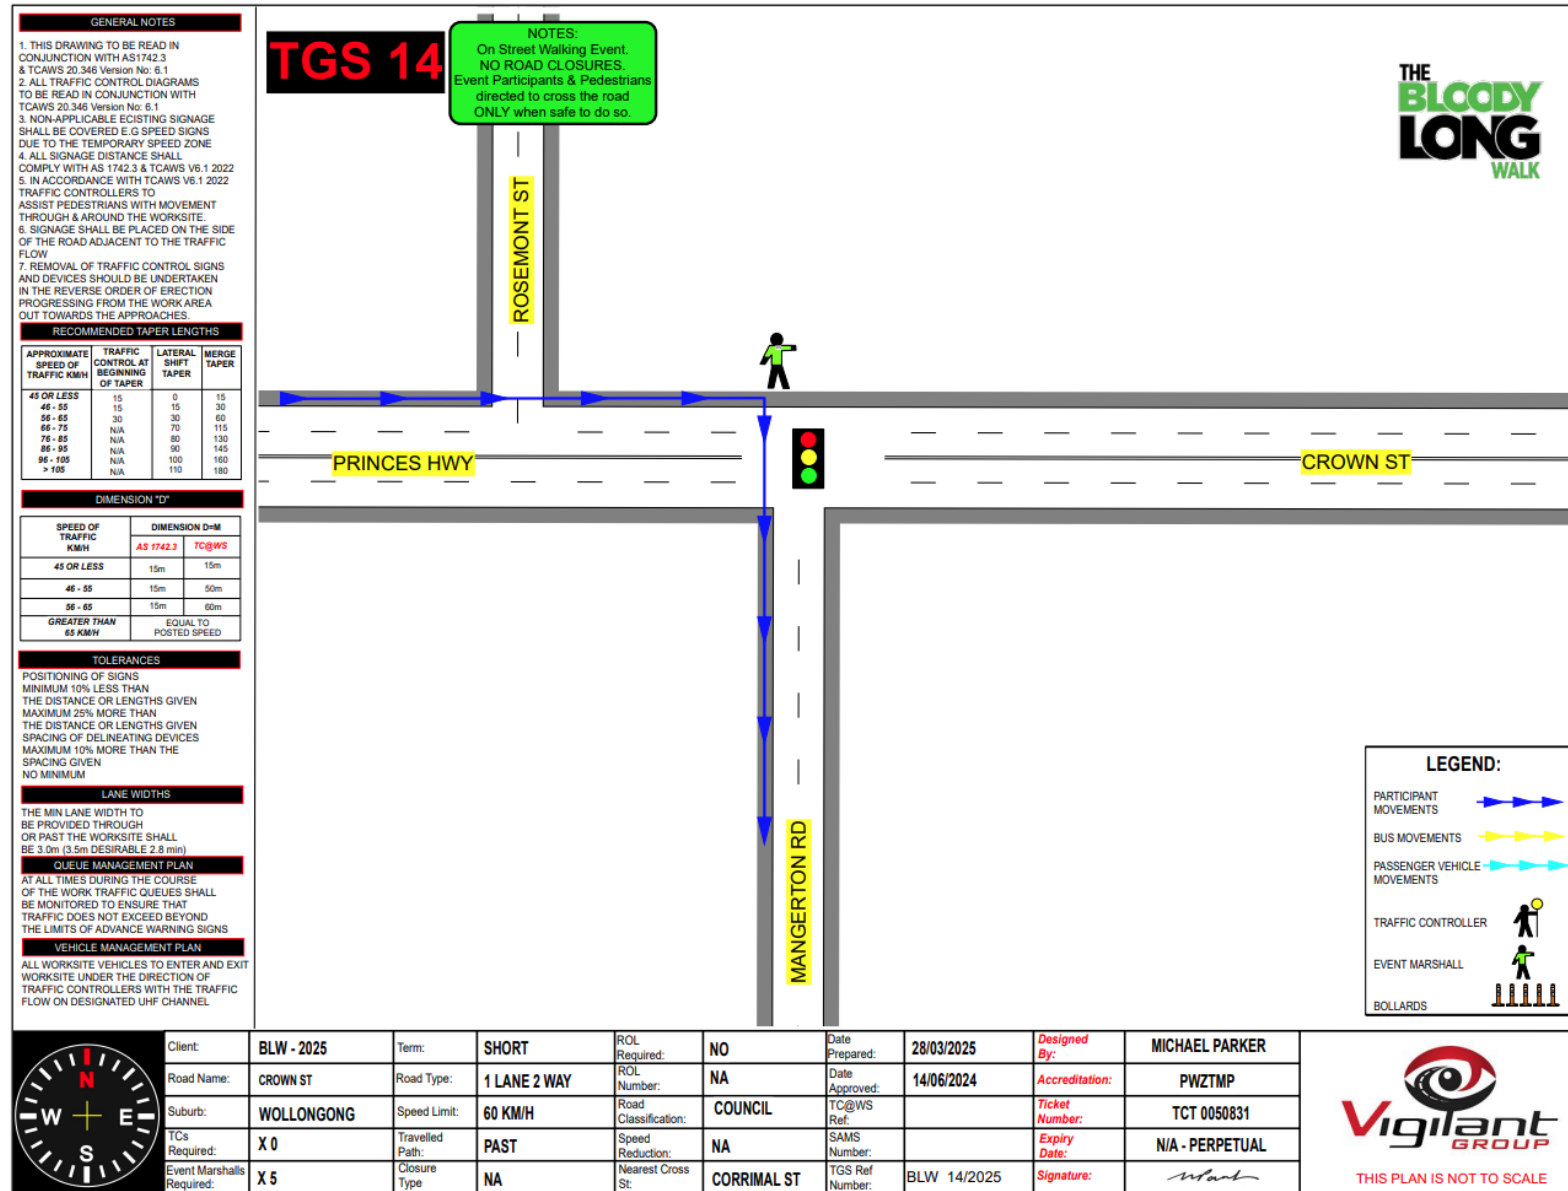 GENERAL NOTES
1. THIS DRAWING TO BE READ IN
CONJUNCTION WITH AS1742.3
& TCAWS 20.346 Version No: 6.1
2. ALL TRAFFIC CONTROL DIAGRAMS
TO BE READ IN CONJUNCTION WITH
TCAWS 20.346 Version No: 6.1
3. NON-APPLICABLE ECISTING SIGNAGE
SHALL BE COVERED E.G SPEED SIGNS
DUE TO THE TEMPORARY SPEED ZONE
4. ALL SIGNAGE DISTANCE SHALL
COMPLY WITH AS 1742.3 & TCAWS V6.1 2022
5. IN ACCORDANCE WITH TCAWS V6.1 2022
TRAFFIC CONTROLLERS TO
ASSIST PEDESTRIANS WITH MOVEMENT
THROUGH & AROUND THE WORKSITE.
6. SIGNAGE SHALL BE PLACED ON THE SIDE
OF THE ROAD ADJACENT TO THE TRAFFIC
FLOW
7. REMOVAL OF TRAFFIC CONTROL SIGNS
AND DEVICES SHOULD BE UNDERTAKEN
IN THE REVERSE ORDER OF ERECTION
PROGRESSING FROM THE WORK AREA
OUT TOWARDS THE APPROACHES.
RECOMMENDED TAPER LENGTHS
APPROXIMATE SPEED OF TRAFFIC KM/H TRAFFIC CONTROL AT BEGINNING OF TAPER LATERAL SHIFT TAPER MERGE TAPER
45 OR LESS 15 0 15
46 - 55 15 15 30
56 - 65 30 30 60
66 - 75 N/A 70 115
76 - 85 N/A 80 130
86 - 95 N/A 90 145
96 - 105 N/A 100 160
> 105 N/A 110 180
DIMENSION "D"
SPEED OF TRAFFIC KM/H DIMENSION D=M
AS 1742.3 TC@WS
45 OR LESS 15m 15m
46 - 55 15m 50m
56 - 65 15m 60m
GREATER THAN 65 KM/H EQUAL TO POSTED SPEED
TOLERANCES
POSITIONING OF SIGNS
MINIMUM 10% LESS THAN
THE DISTANCE OR LENGTHS GIVEN
MAXIMUM 25% MORE THAN
THE DISTANCE OR LENGTHS GIVEN
SPACING OF DELINEATING DEVICES
MAXIMUM 10% MORE THAN THE
SPACING GIVEN
NO MINIMUM
LANE WIDTHS
THE MIN LANE WIDTH TO
BE PROVIDED THROUGH
OR PAST THE WORKSITE SHALL
BE 3.0m (3.5m DESIRABLE 2.8 min)
QUEUE MANAGEMENT PLAN
AT ALL TIMES DURING THE COURSE
OF THE WORK TRAFFIC QUEUES SHALL
BE MONITORED TO ENSURE THAT
TRAFFIC DOES NOT EXCEED BEYOND
THE LIMITS OF ADVANCE WARNING SIGNS
VEHICLE MANAGEMENT PLAN
ALL WORKSITE VEHICLES TO ENTER AND EXIT
WORKSITE UNDER THE DIRECTION OF
TRAFFIC CONTROLLERS WITH THE TRAFFIC
FLOW ON DESIGNATED UHF CHANNEL
TGS 14
NOTES:
On Street Walking Event.
NO ROAD CLOSURES.
Event Participants & Pedestrians
directed to cross the road
ONLY when safe to do so.
THE
BLOODY
LONG
WALK
ROSEMONT ST
PRINCES HWY
CROWN ST
MANGERTON RD
LEGEND:
PARTICIPANT
MOVEMENTS
BUS MOVEMENTS
PASSENGER VEHICLE
MOVEMENTS
TRAFFIC CONTROLLER
EVENT MARSHALL
BOLLARDS
N
W E
S
Client: BLW - 2025 Term: SHORT ROL Required: NO Date Prepared: 28/03/2025 Designed By: MICHAEL PARKER
Road Name: CROWN ST Road Type: 1 LANE 2 WAY ROL Number: NA Date Approved: 14/06/2024 Accreditation: PWZTMP
Suburb: WOLLONGONG Speed Limit: 60 KM/H Road Classification: COUNCIL TC@WS Ref: Ticket Number: TCT 0050831
TCs Required: X 0 Travelled Path: PAST Speed Reduction: NA SAMS Number: Expiry Date: N/A - PERPETUAL
Event Marshalls Required: X 5 Closure Type NA Nearest Cross St: CORRIMAL ST TGS Ref Number: BLW 14/2025 Signature:
Vigilant
GROUP
THIS PLAN IS NOT TO SCALE